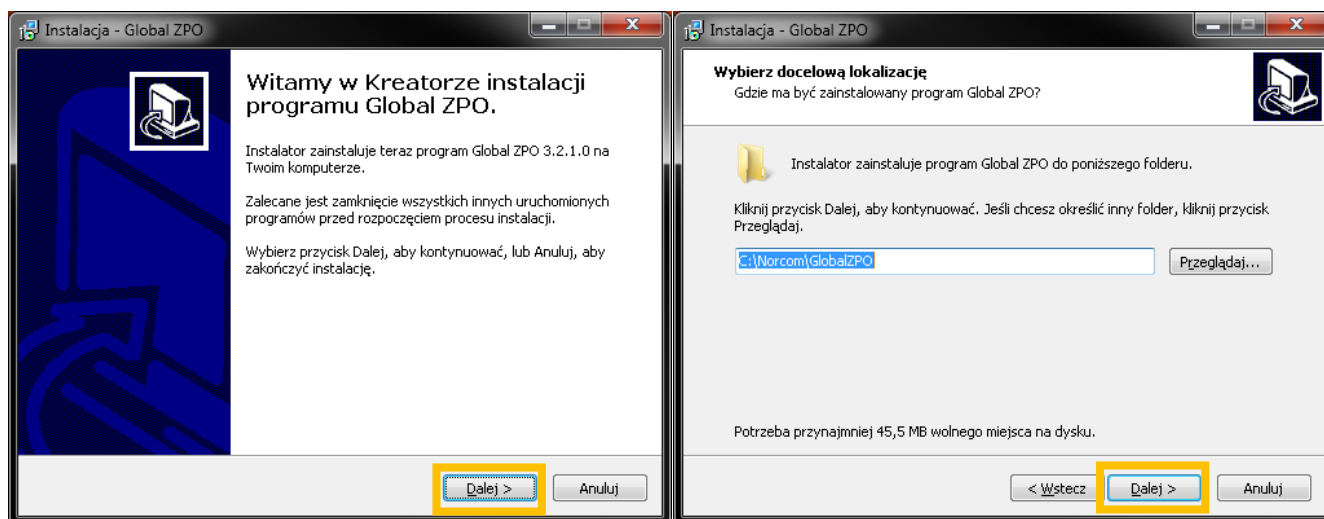 Instalacja - Global ZPO
Witamy w Kreatorze instalacji
programu Global ZPO.
Instalator zainstaluje teraz program Global ZPO 3.2.1.0 na
Twoim komputerze.
Zalecane jest zamknięcie wszystkich innych uruchomionych
programów przed rozpoczęciem procesu instalacji.
Wybierz przycisk Dalej, aby kontynuować, lub Anuluj, aby
zakończyć instalację.
Dalej >
Anuluj
Instalacja - Global ZPO
Wybierz docelową lokalizację
Gdzie ma być zainstalowany program Global ZPO?
Instalator zainstaluje program Global ZPO do poniższego folderu.
Kliknij przycisk Dalej, aby kontynuować. Jeśli chcesz określić inny folder, kliknij przycisk
Przeglądaj.
C:\Norcom\GlobalZPO
Przeglądaj...
Potrzeba przynajmniej 45,5 MB wolnego miejsca na dysku.
< Wstecz
Dalej >
Anuluj